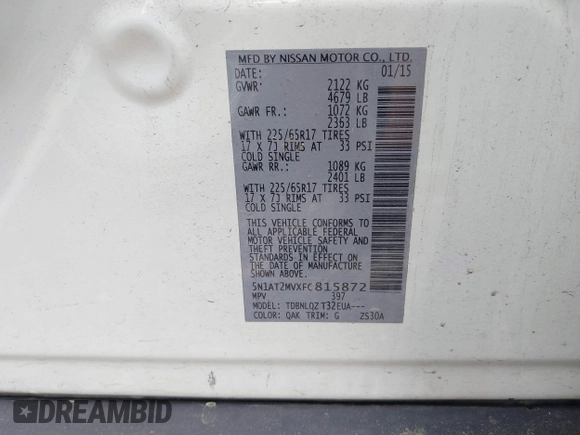 MFD BY NISSAN MOTOR CO., LTD.
DATE: 01/15
GVWR: 2122 KG
4679 LB
GAWR FR.: 1072 KG
2363 LB
WITH 225/65R17 TIRES
17 X 7J RIMS AT 33 PSI
COLD SINGLE
GAWR RR.: 1089 KG
2401 LB
WITH 225/65R17 TIRES
17 X 7J RIMS AT 33 PSI
COLD SINGLE
THIS VEHICLE CONFORMS TO
ALL APPLICABLE FEDERAL
MOTOR VEHICLE SAFETY AND
THEFT PREVENTION
STANDARDS IN EFFECT ON
THE DATE OF MANUFACTURE
SHOWN ABOVE.
5N1AT2MVXFC815872
MPV 397
MODEL: TDBNLQZ T32EUA---
COLOR: QAK TRIM: G ZS30A
DREAMBID